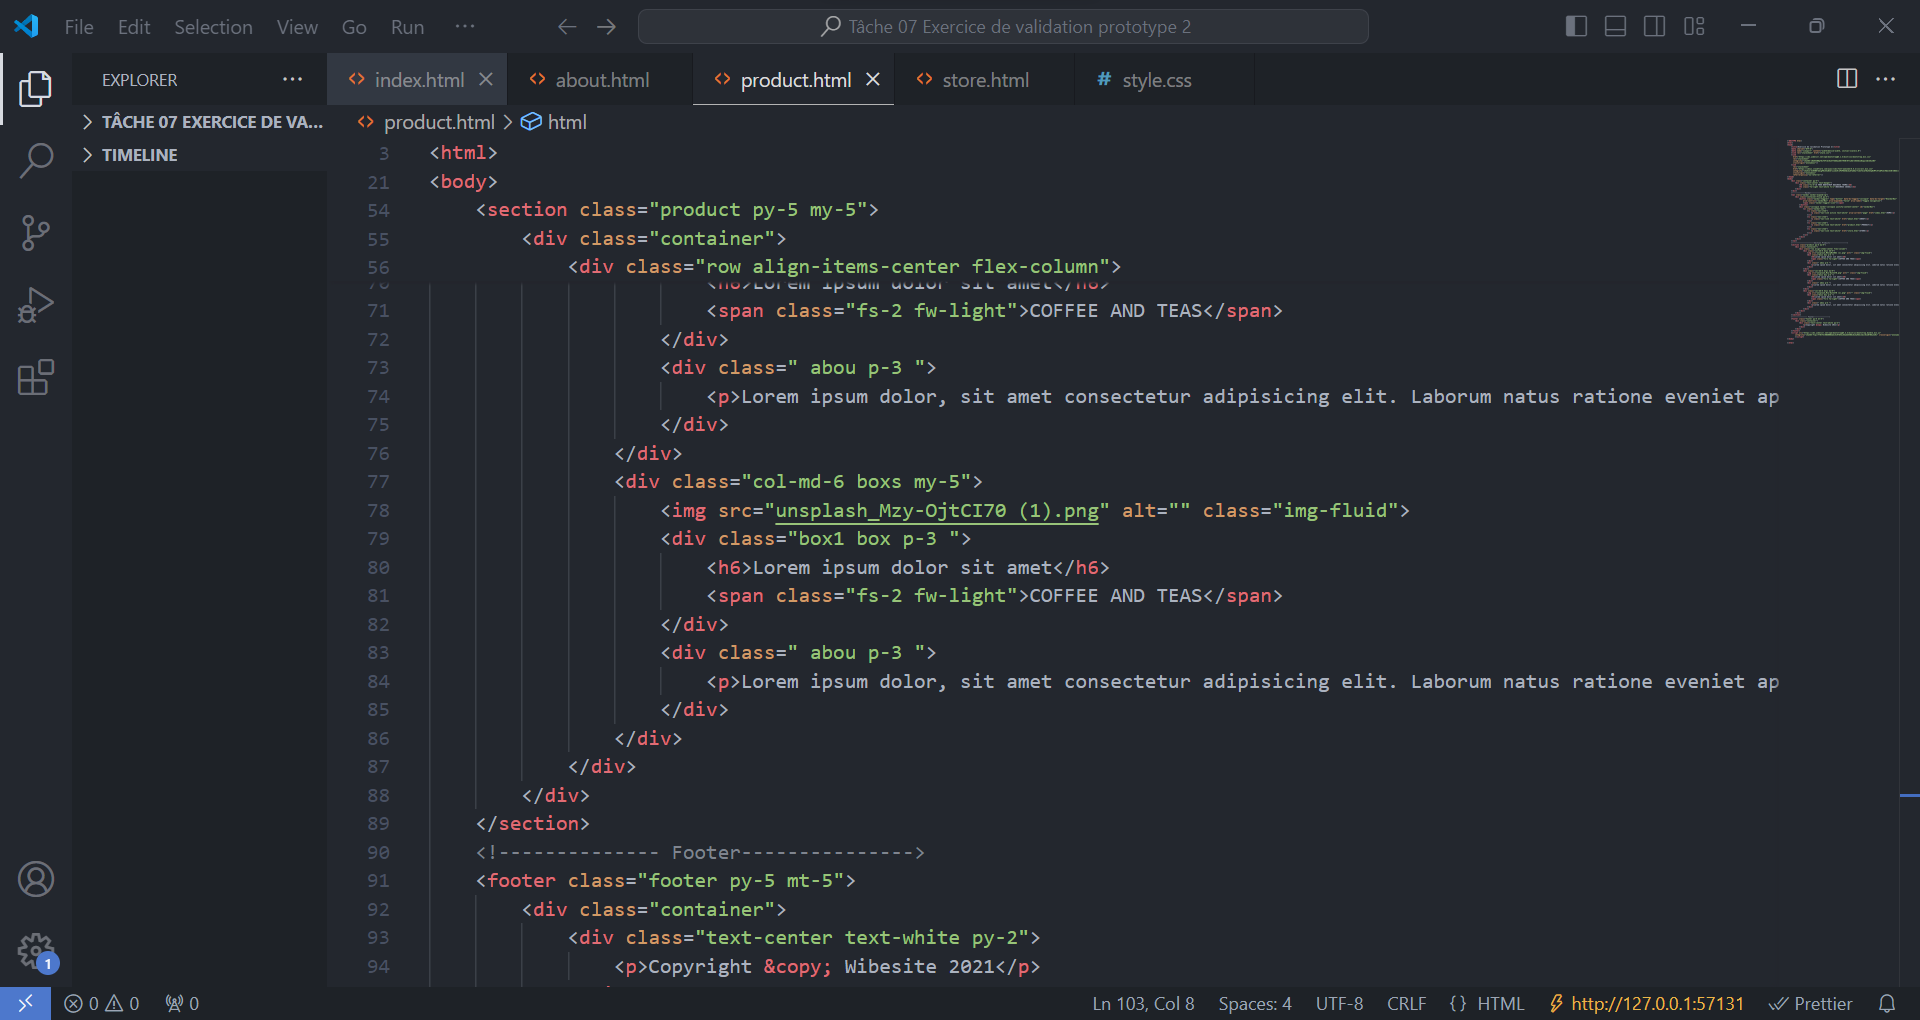 File Edit Selection View Go Run ··· Tâche 07 Exercice de validation prototype 2
EXPLORER ··· index.html about.html product.html store.html # style.css
TÂCHE 07 EXERCICE DE VA...
TIMELINE
product.html > html
3 <html>
21 <body>
54 <section class="product py-5 my-5">
55 <div class="container">
56 <div class="row align-items-center flex-column">
70 <h6>Lorem ipsum dolor sit amet</h6>
71 <span class="fs-2 fw-light">COFFEE AND TEAS</span>
72 </div>
73 <div class=" abou p-3 ">
74 <p>Lorem ipsum dolor, sit amet consectetur adipisicing elit. Laborum natus ratione eveniet ap
75 </div>
76 </div>
77 <div class="col-md-6 boxs my-5">
78 <img src="unsplash_Mzy-OjtCI70 (1).png" alt="" class="img-fluid">
79 <div class="box1 box p-3 ">
80 <h6>Lorem ipsum dolor sit amet</h6>
81 <span class="fs-2 fw-light">COFFEE AND TEAS</span>
82 </div>
83 <div class=" abou p-3 ">
84 <p>Lorem ipsum dolor, sit amet consectetur adipisicing elit. Laborum natus ratione eveniet ap
85 </div>
86 </div>
87 </div>
88 </div>
89 </section>
90 <!-------------- Footer--------------->
91 <footer class="footer py-5 mt-5">
92 <div class="container">
93 <div class="text-center text-white py-2">
94 <p>Copyright &copy; Wibesite 2021</p>
1
0 0 0 Ln 103, Col 8 Spaces: 4 UTF-8 CRLF {} HTML http://127.0.0.1:57131 Prettier